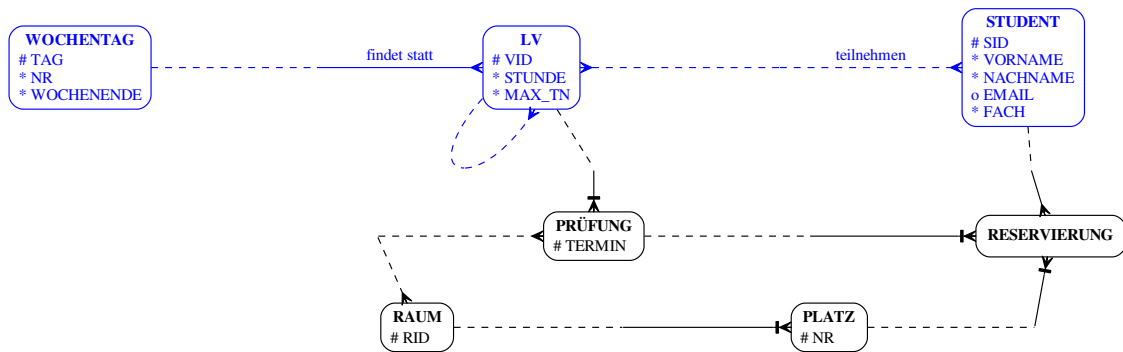 WOCHENTAG
# TAG
* NR
* WOCHENENDE
findet statt
LV
# VID
* STUNDE
* MAX_TN
teilnehmen
STUDENT
# SID
* VORNAME
* NACHNAME
o EMAIL
* FACH
PRÜFUNG
# TERMIN
RESERVIERUNG
RAUM
# RID
PLATZ
# NR